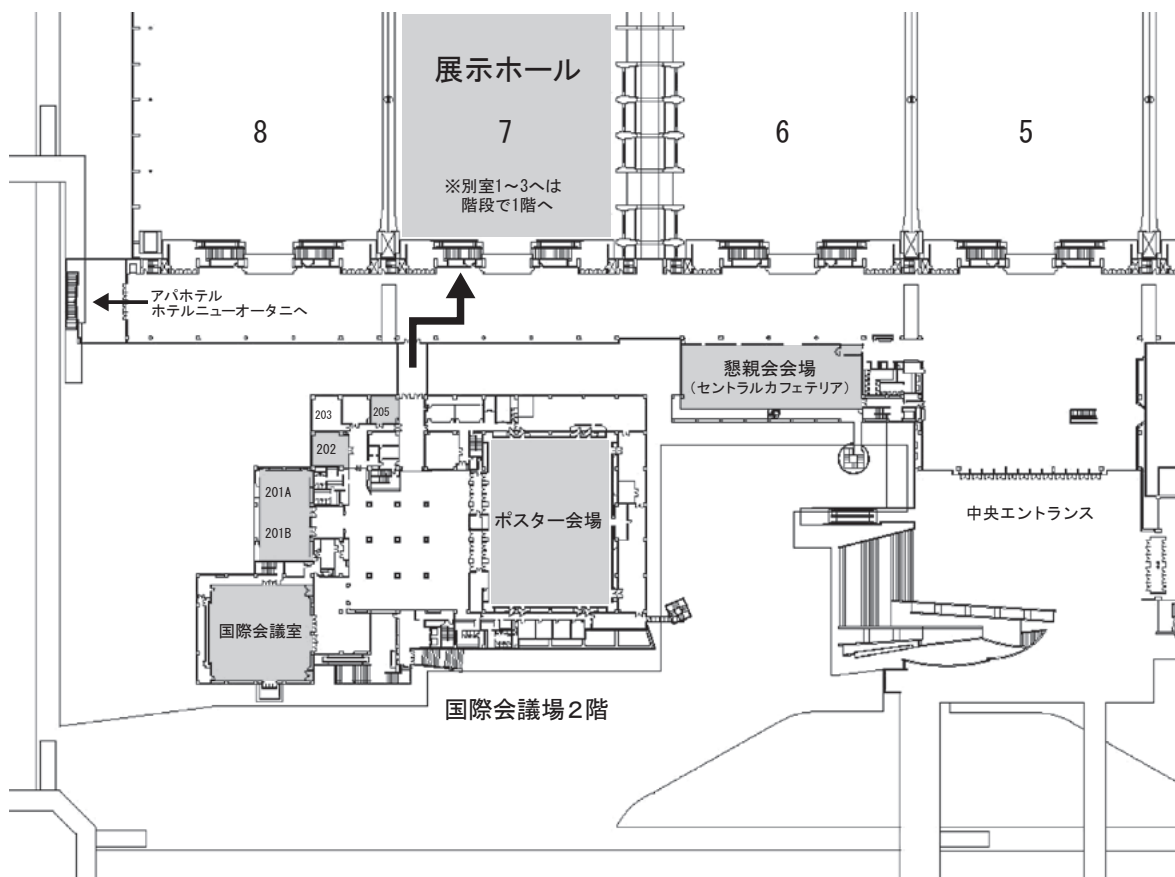 展示ホール
8
7
6
5
※別室1～3へは
階段で1階へ
アパホテル
ホテルニューオータニへ
懇親会会場
（セントラルカフェテリア）
203
205
202
201A
201B
ポスター会場
中央エントランス
国際会議室
国際会議場2階